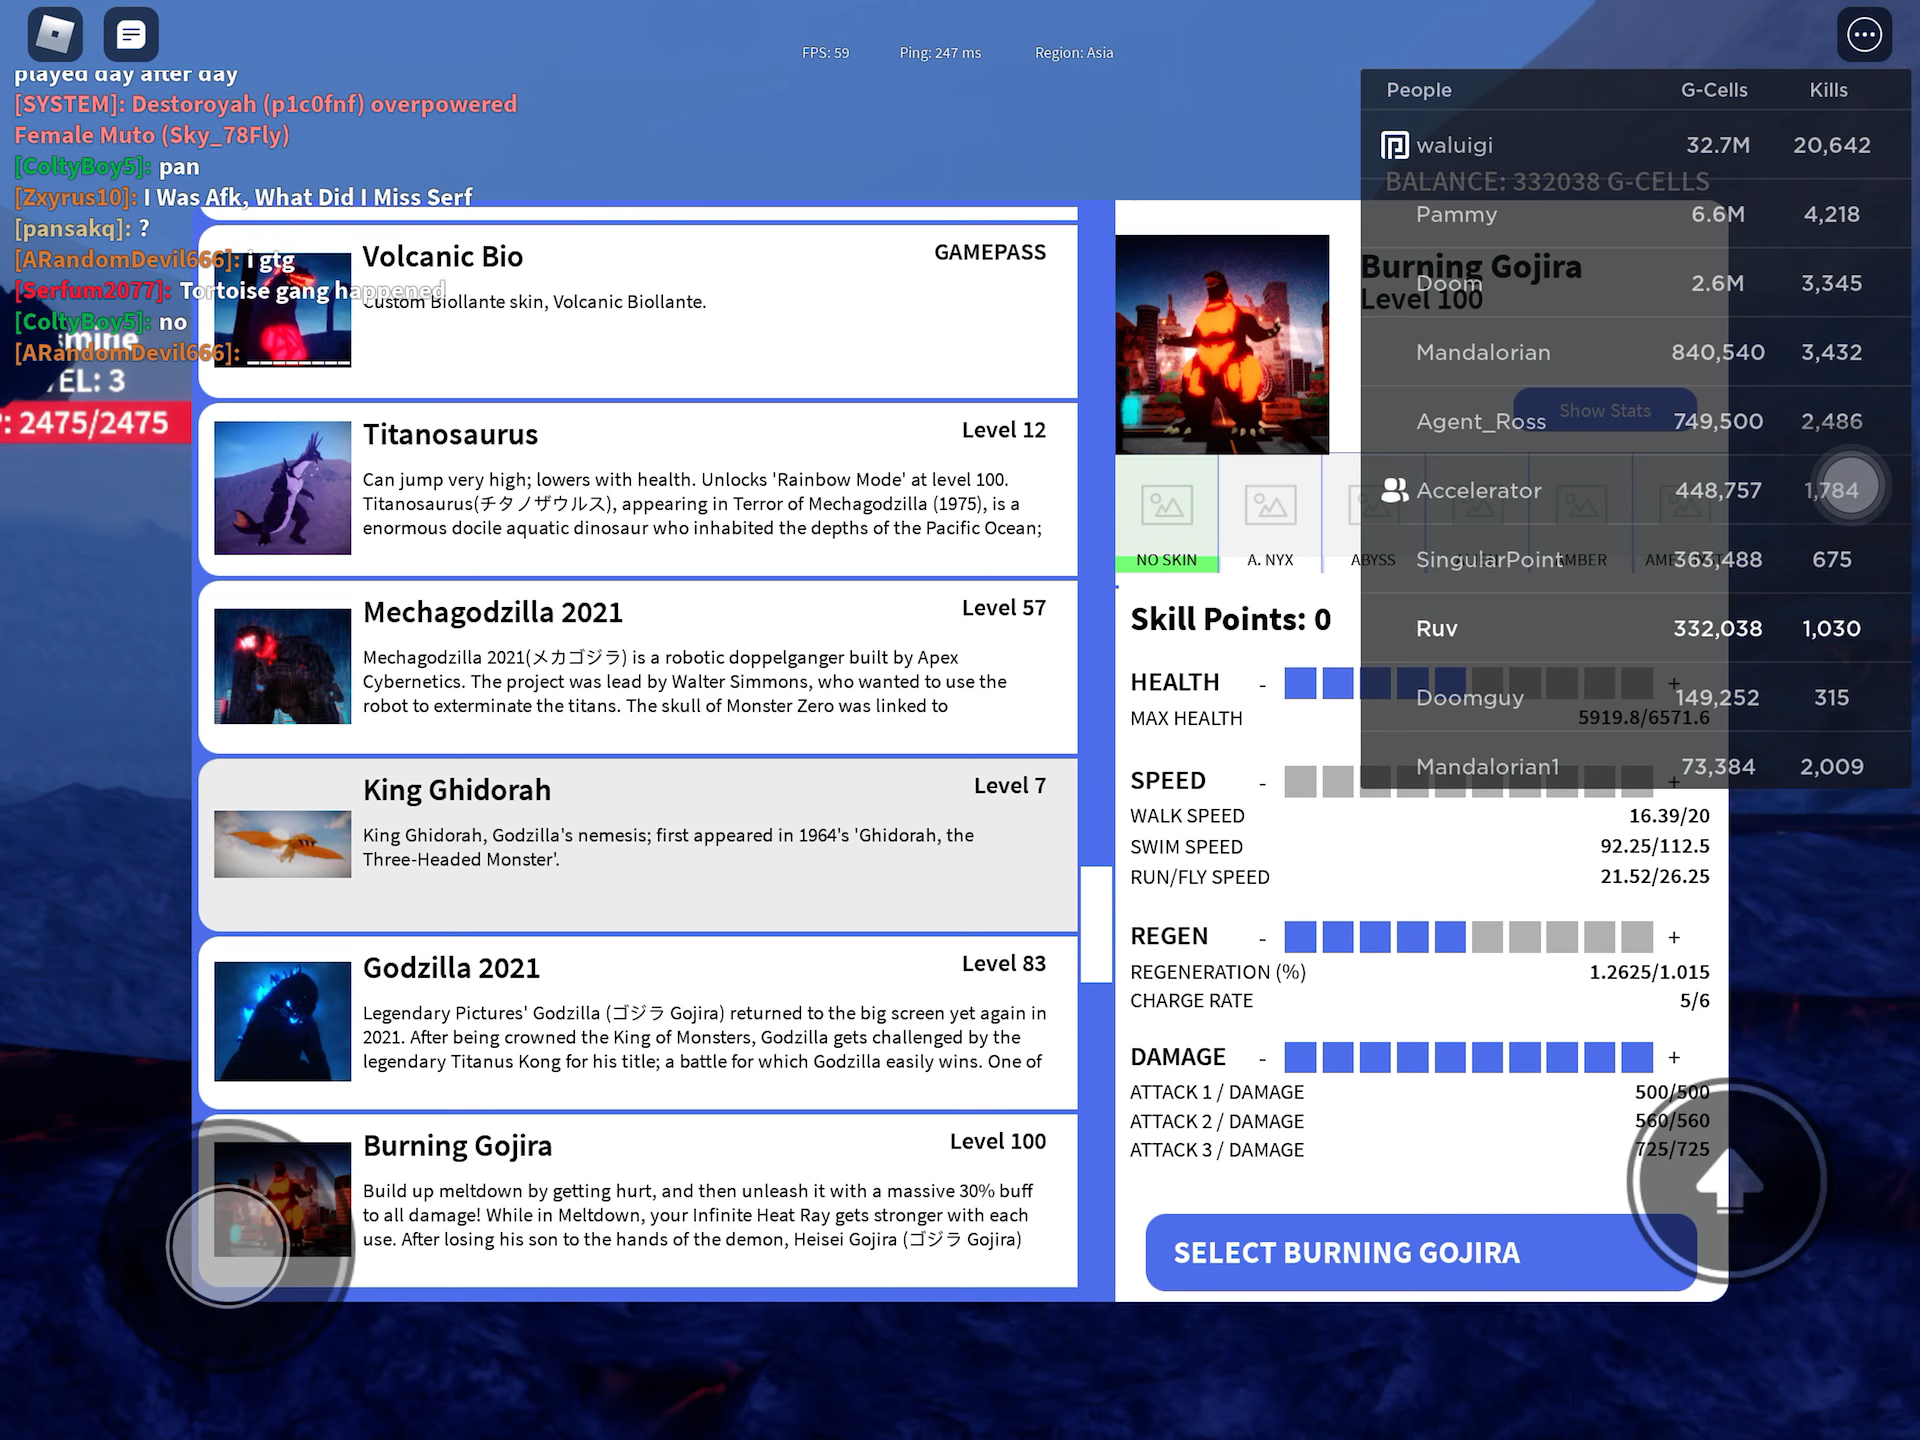 FPS: 59 Ping: 247 ms Region: Asia
played day after day
[SYSTEM]: Destoroyah (p1c0fnf) overpowered
Female Muto (Sky_78Fly)
[ColtyBoy5]: pan
[Zxyrus10]: I Was Afk, What Did I Miss Serf
[pansakq]: ?
[ARandomDevil666]: i gtg
[Serfum2077]: Tortoise gang happened
[ColtyBoy5]: no
[ARandomDevil666]: ________
EL: 3
: 2475/2475
Volcanic Bio GAMEPASS
Custom Biollante skin, Volcanic Biollante.
Titanosaurus Level 12
Can jump very high; lowers with health. Unlocks 'Rainbow Mode' at level 100.
Titanosaurus(チタノザウルス), appearing in Terror of Mechagodzilla (1975), is a
enormous docile aquatic dinosaur who inhabited the depths of the Pacific Ocean;
Mechagodzilla 2021 Level 57
Mechagodzilla 2021(メカゴジラ) is a robotic doppelganger built by Apex
Cybernetics. The project was lead by Walter Simmons, who wanted to use the
robot to exterminate the titans. The skull of Monster Zero was linked to
King Ghidorah Level 7
King Ghidorah, Godzilla's nemesis; first appeared in 1964's 'Ghidorah, the
Three-Headed Monster'.
Godzilla 2021 Level 83
Legendary Pictures' Godzilla (ゴジラ Gojira) returned to the big screen yet again in
2021. After being crowned the King of Monsters, Godzilla gets challenged by the
legendary Titanus Kong for his title; a battle for which Godzilla easily wins. One of
Burning Gojira Level 100
Build up meltdown by getting hurt, and then unleash it with a massive 30% buff
to all damage! While in Meltdown, your Infinite Heat Ray gets stronger with each
use. After losing his son to the hands of the demon, Heisei Gojira (ゴジラ Gojira)
People G-Cells Kills
waluigi 32.7M 20,642
BALANCE: 332038 G-CELLS
Pammy 6.6M 4,218
Burning Gojira
Doom 2.6M 3,345
Level 100
Mandalorian 840,540 3,432
Show Stats
Agent_Ross 749,500 2,486
Accelerator 448,757 1,784
SingularPoint 363,488 675
NO SKIN A. NYX ABYSS AMBER
Ruv 332,038 1,030
Doomguy 149,252 315
Mandalorian1 73,384 2,009
Skill Points: 0
HEALTH - +
MAX HEALTH 5919.8/6571.6
SPEED - +
WALK SPEED 16.39/20
SWIM SPEED 92.25/112.5
RUN/FLY SPEED 21.52/26.25
REGEN - +
REGENERATION (%) 1.2625/1.015
CHARGE RATE 5/6
DAMAGE - +
ATTACK 1 / DAMAGE 500/500
ATTACK 2 / DAMAGE 560/560
ATTACK 3 / DAMAGE 725/725
SELECT BURNING GOJIRA